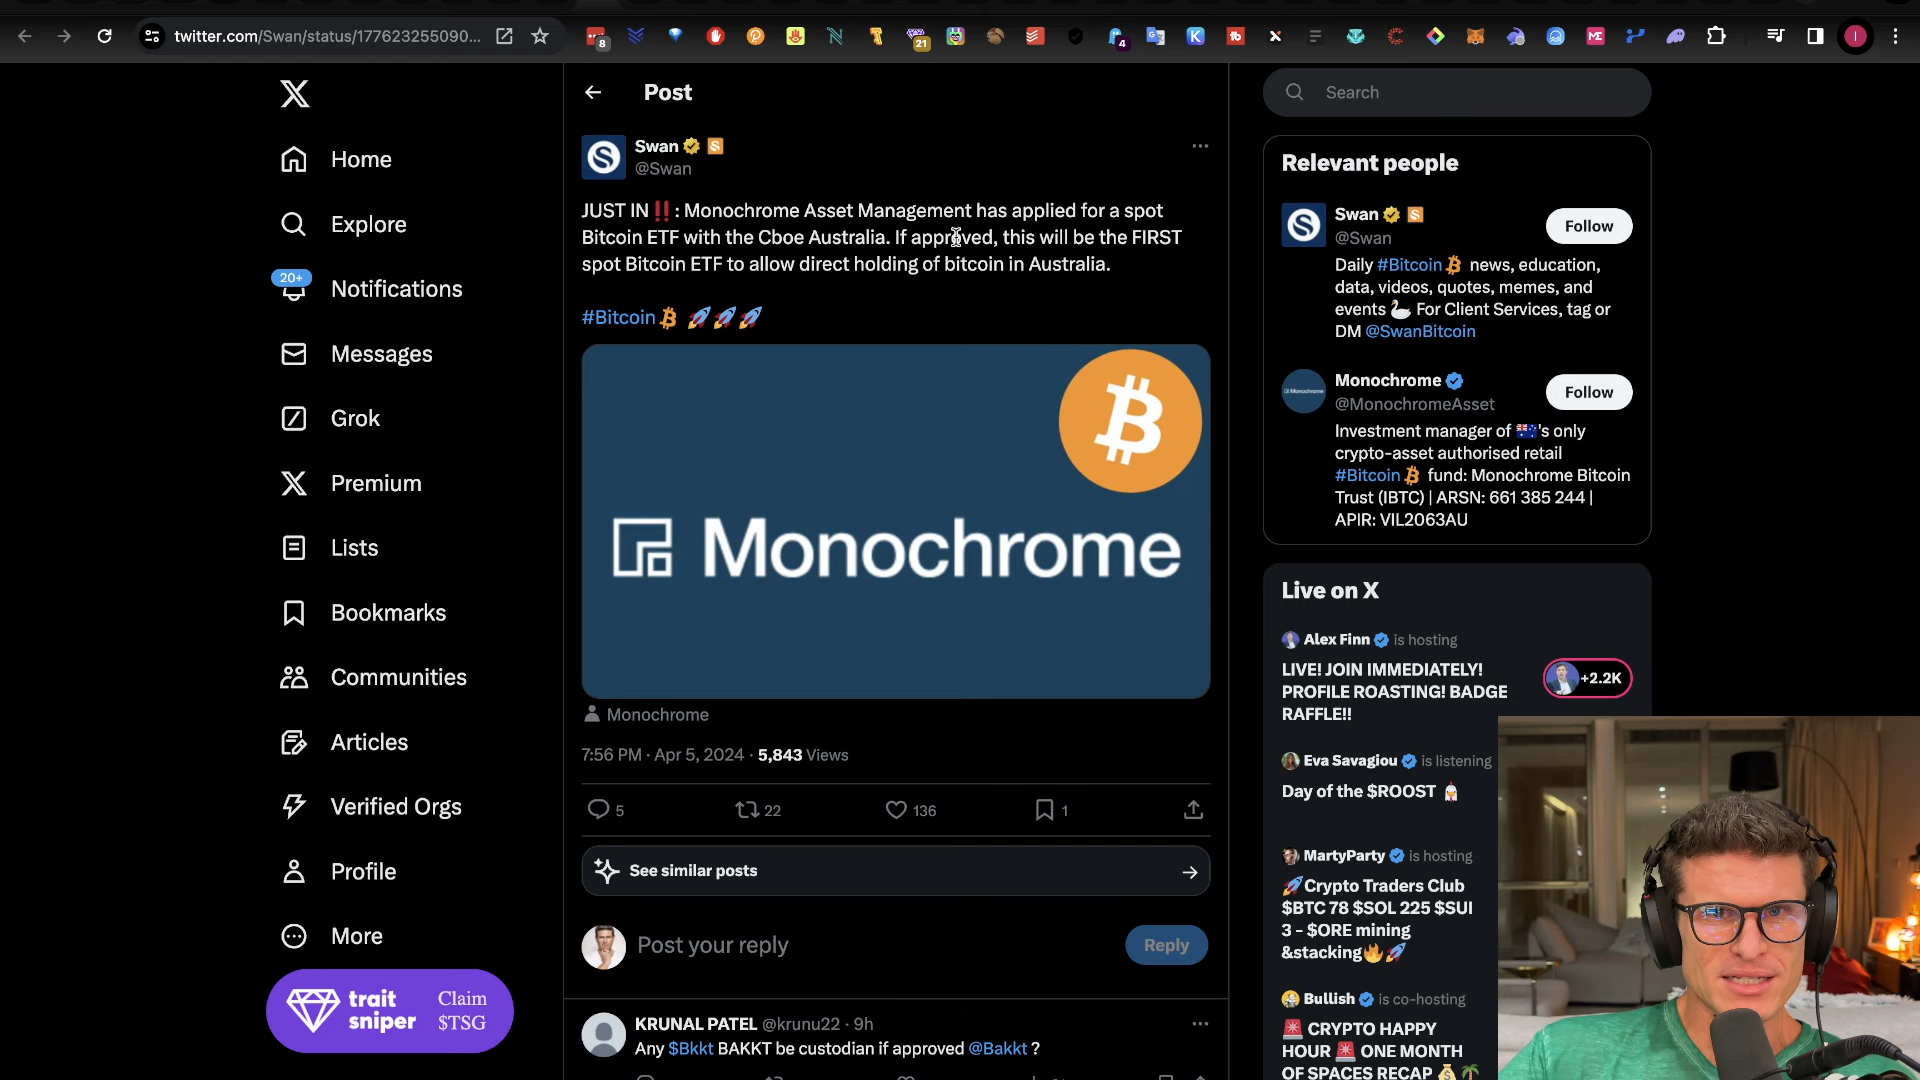 twitter.com/Swan/status/177623255090...
8
21
4
Home
Explore
20+
Notifications
Messages
Grok
Premium
Lists
Bookmarks
Communities
Articles
Verified Orgs
Profile
More
trait
sniper
Claim
$TSG
Post
Swan
@Swan
JUST IN‼️: Monochrome Asset Management has applied for a spot
Bitcoin ETF with the Cboe Australia. If approved, this will be the FIRST
spot Bitcoin ETF to allow direct holding of bitcoin in Australia.
#Bitcoin 🚀🚀🚀
Monochrome
Monochrome
7:56 PM · Apr 5, 2024 · 5,843 Views
5
22
136
1
See similar posts
Post your reply
Reply
KRUNAL PATEL @krunu22 · 9h
Any $Bkkt BAKKT be custodian if approved @Bakkt ?
Search
Relevant people
Swan
@Swan
Follow
Daily #Bitcoin news, education,
data, videos, quotes, memes, and
events 🦢 For Client Services, tag or
DM @SwanBitcoin
Monochrome
@MonochromeAsset
Follow
Investment manager of 🇦🇺's only
crypto-asset authorised retail
#Bitcoin fund: Monochrome Bitcoin
Trust (IBTC) | ARSN: 661 385 244 |
APIR: VIL2063AU
Live on X
Alex Finn is hosting
LIVE! JOIN IMMEDIATELY!
PROFILE ROASTING! BADGE
RAFFLE!!
+2.2K
Eva Savagiou is listening
Day of the $ROOST 🐔
MartyParty is hosting
🚀Crypto Traders Club
$BTC 78 $SOL 225 $SUI
3 - $ORE mining
&stacking🔥🚀
Bullish is co-hosting
🚨 CRYPTO HAPPY
HOUR 🚨 ONE MONTH
OF SPACES RECAP 💰🌴